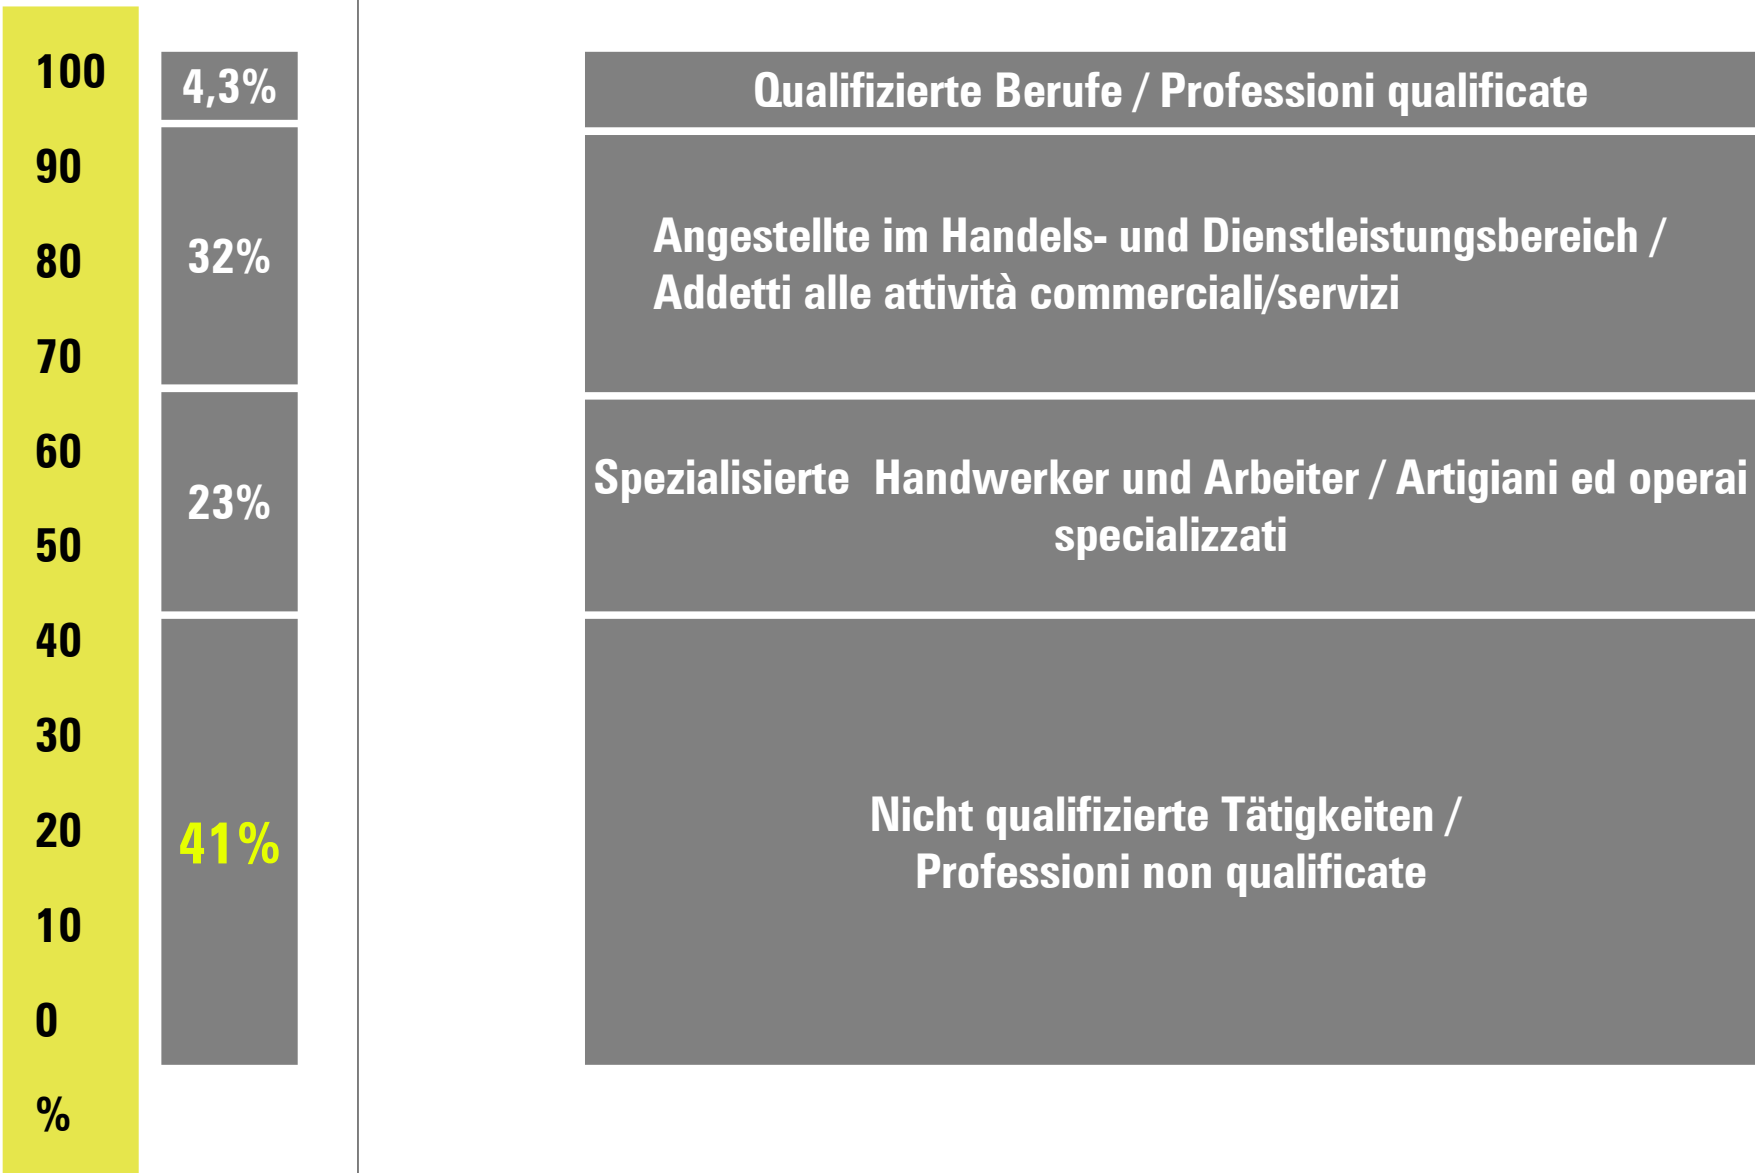 100
90
80
70
60
50
40
30
20
10
0
%
4,3%
32%
23%
41%
Qualifizierte Berufe / Professioni qualificate
Angestellte im Handels- und Dienstleistungsbereich /
Addetti alle attività commerciali/servizi
Spezialisierte  Handwerker und Arbeiter / Artigiani ed operai
specializzati
Nicht qualifizierte Tätigkeiten /
Professioni non qualificate